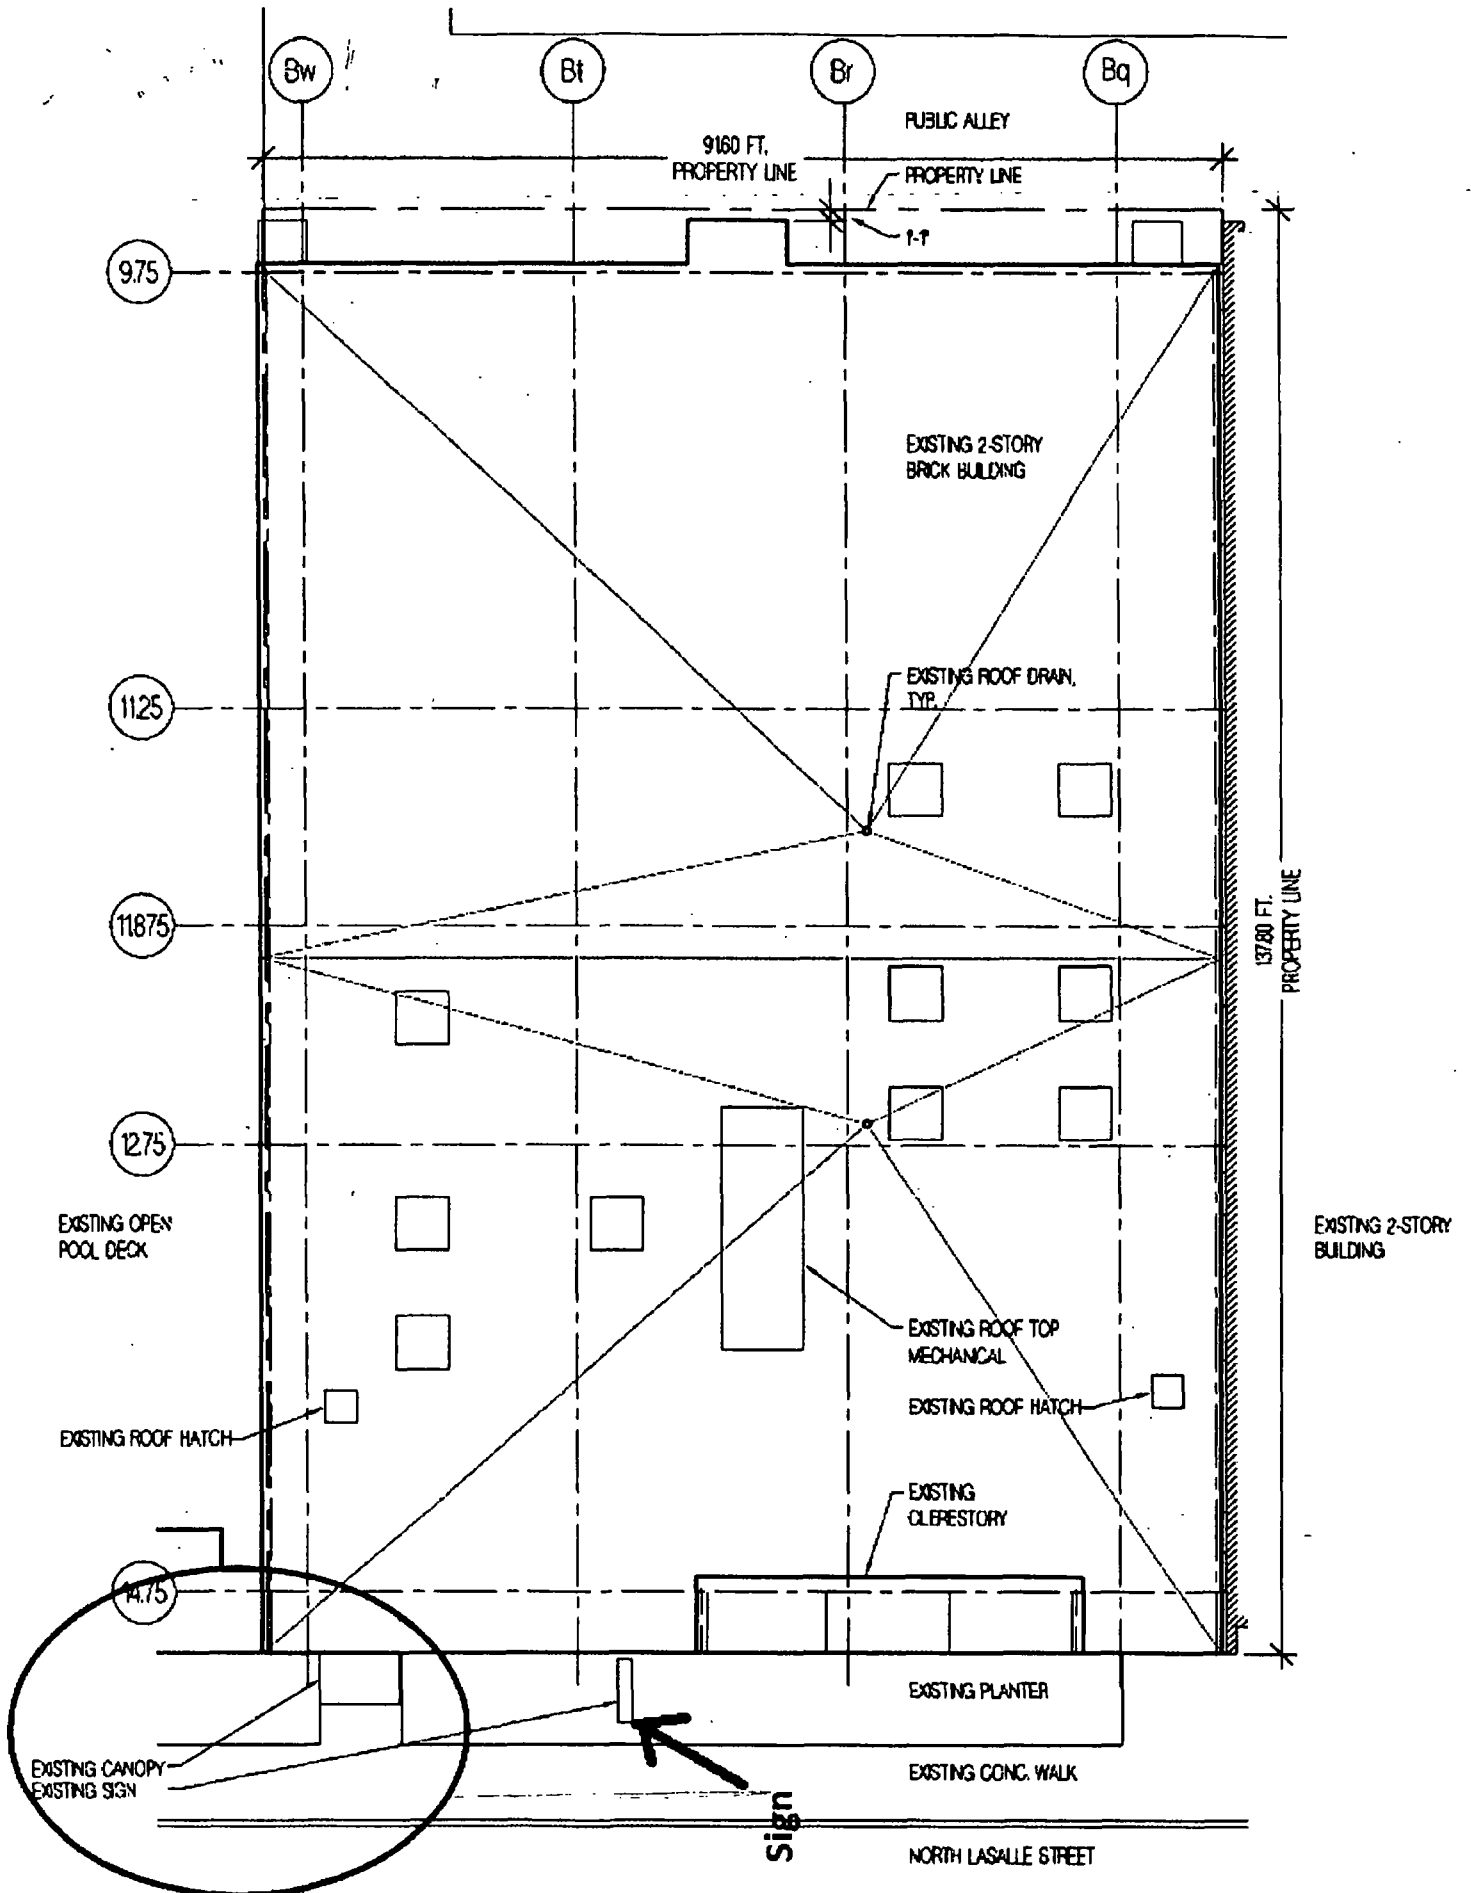 Bw
Bt
Br
Bq
PUBLIC ALLEY
91.60 FT.
PROPERTY LINE
PROPERTY LINE
1'-1"
9.75
EXISTING 2-STORY
BRICK BUILDING
EXISTING ROOF DRAIN,
TYP.
11.25
11.875
137.80 FT.
PROPERTY LINE
12.75
EXISTING OPEN
POOL DECK
EXISTING 2-STORY
BUILDING
EXISTING ROOF TOP
MECHANICAL
EXISTING ROOF HATCH
EXISTING ROOF HATCH
EXISTING
CLERESTORY
14.75
EXISTING PLANTER
EXISTING CANOPY
EXISTING SIGN
EXISTING CONC. WALK
Sign
NORTH LASALLE STREET